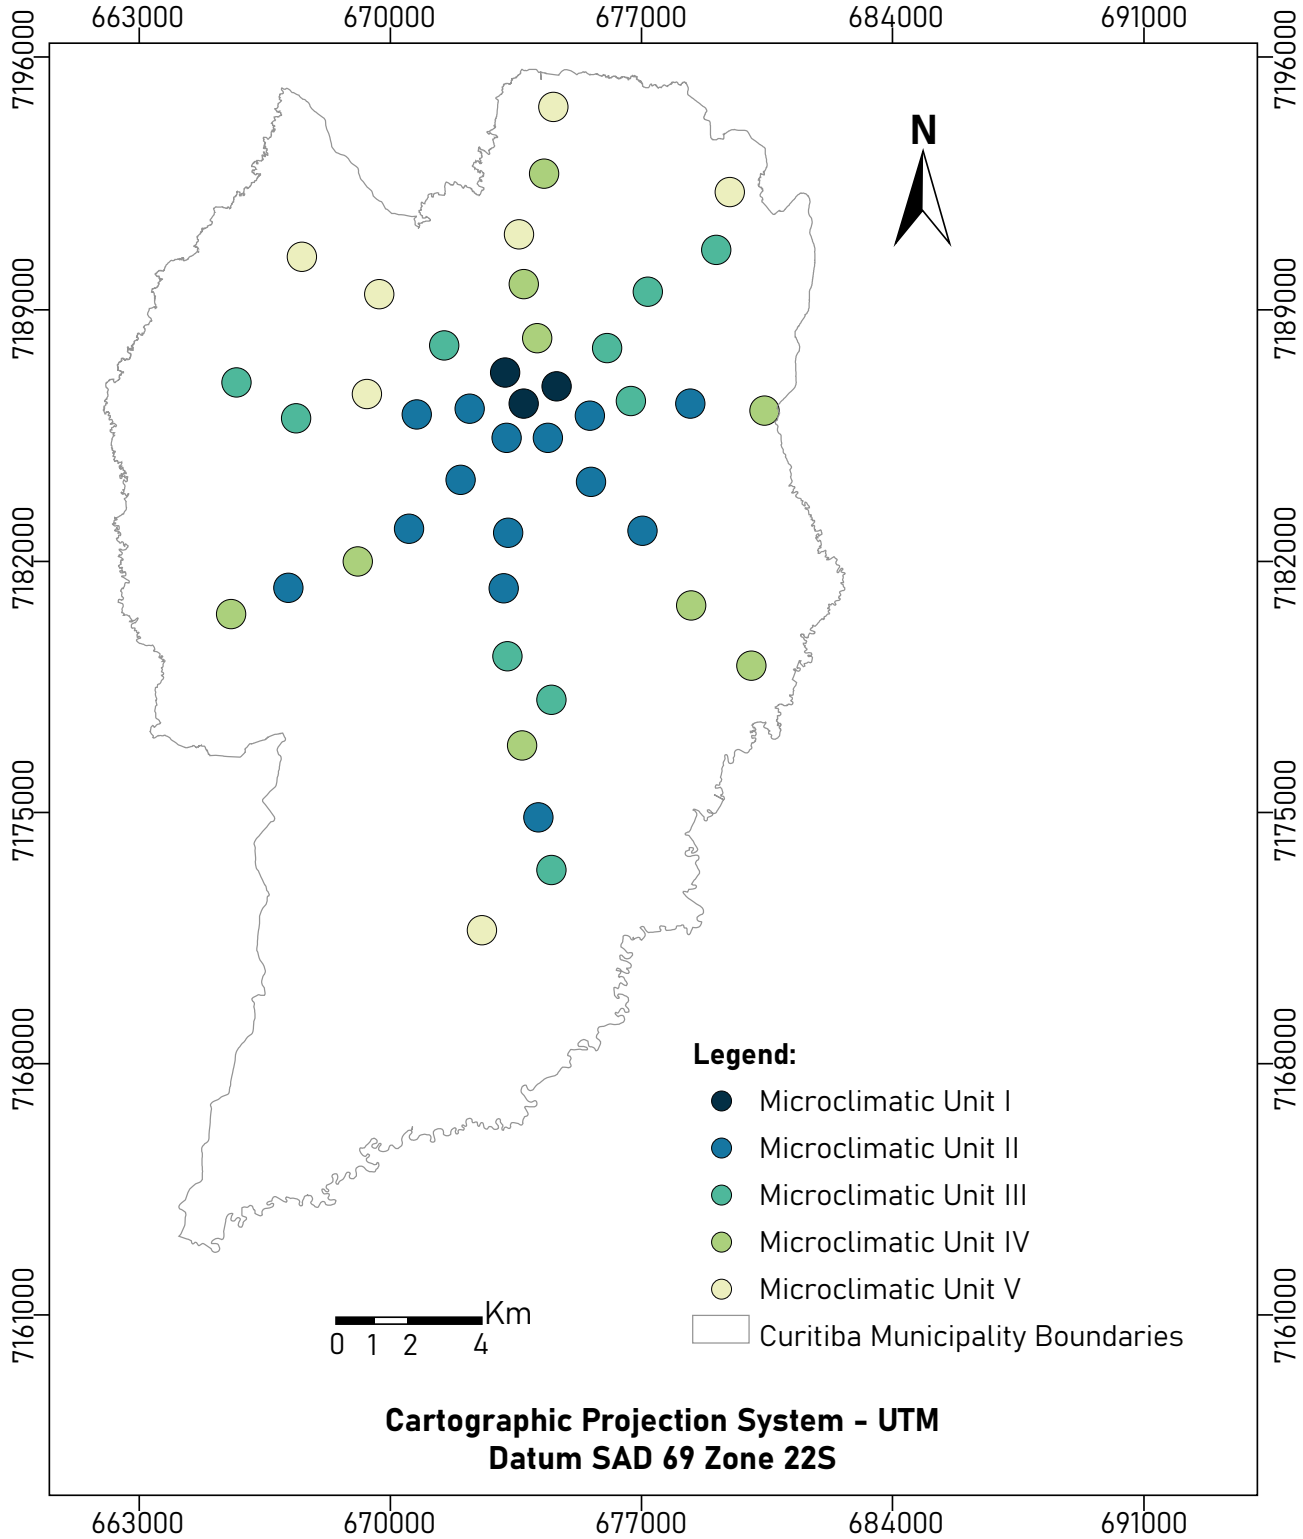 663000 670000 677000 684000 691000
7196000 7196000
N
7189000 7189000
7182000 7182000
7175000 7175000
7168000 7168000
Legend:
Microclimatic Unit I
Microclimatic Unit II
Microclimatic Unit III
Microclimatic Unit IV
Microclimatic Unit V
7161000 7161000
Km
0 1 2 4
Curitiba Municipality Boundaries
Cartographic Projection System - UTM
Datum SAD 69 Zone 22S
663000 670000 677000 684000 691000